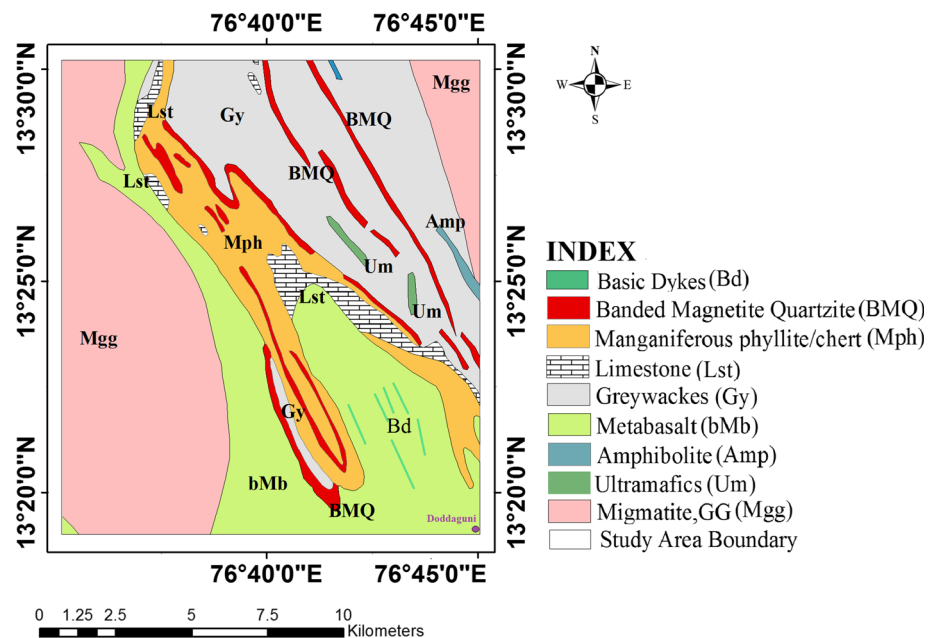 76°40'0"E 76°45'0"E
N
W E
S
13°30'0"N 13°30'0"N
Mgg
Lst
Gy
BMQ
BMQ
Lst
Amp
Mph
Um
13°25'0"N 13°25'0"N
Lst
Um
Mgg
Gy
Bd
bMb
BMQ
Doddaguni
13°20'0"N 13°20'0"N
76°40'0"E 76°45'0"E
INDEX
Basic Dykes (Bd)
Banded Magnetite Quartzite (BMQ)
Manganiferous phyllite/chert (Mph)
Limestone (Lst)
Greywackes (Gy)
Metabasalt (bMb)
Amphibolite (Amp)
Ultramafics (Um)
Migmatite,GG (Mgg)
Study Area Boundary
0 1.25 2.5 5 7.5 10
Kilometers